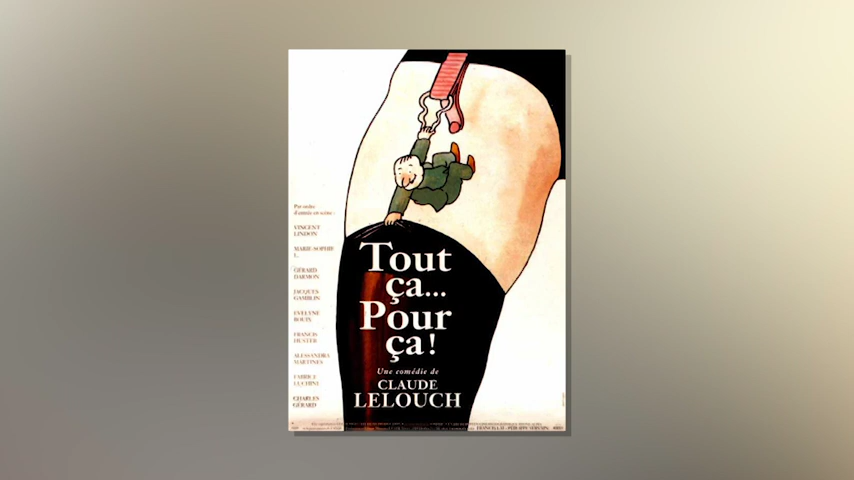 Par ordre
d'entrée en scène :
VINCENT
LINDON
MARIE-SOPHIE
L.
GÉRARD
DARMON
JACQUES
GAMBLIN
EVELYNE
BOUIX
FRANCIS
HUSTER
ALESSANDRA
MARTINES
FABRICE
LUCHINI
CHARLES
GÉRARD
Tout
ça...
Pour
ça !
Une comédie de
CLAUDE
LELOUCH